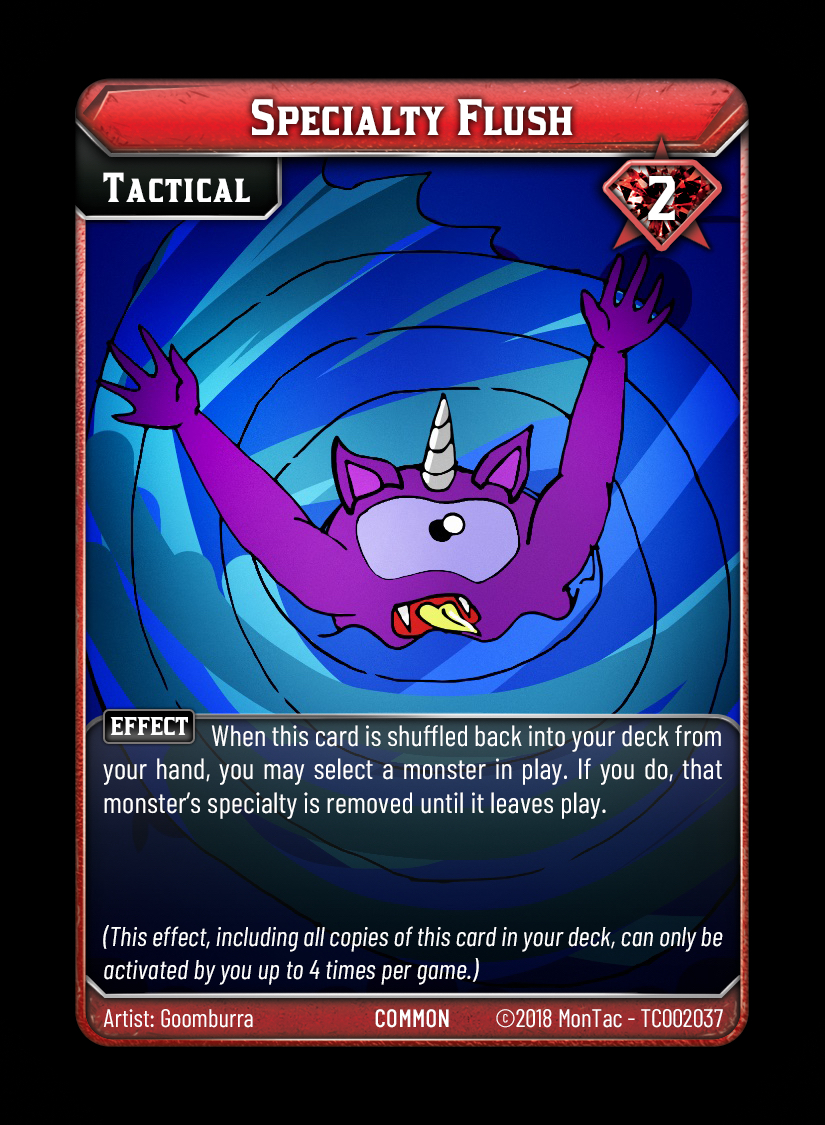 Specialty Flush
Tactical
2
EFFECT When this card is shuffled back into your deck from
your hand, you may select a monster in play. If you do, that
monster's specialty is removed until it leaves play.
(This effect, including all copies of this card in your deck, can only be
activated by you up to 4 times per game.)
Artist: Goomburra COMMON ©2018 MonTac - TC002037